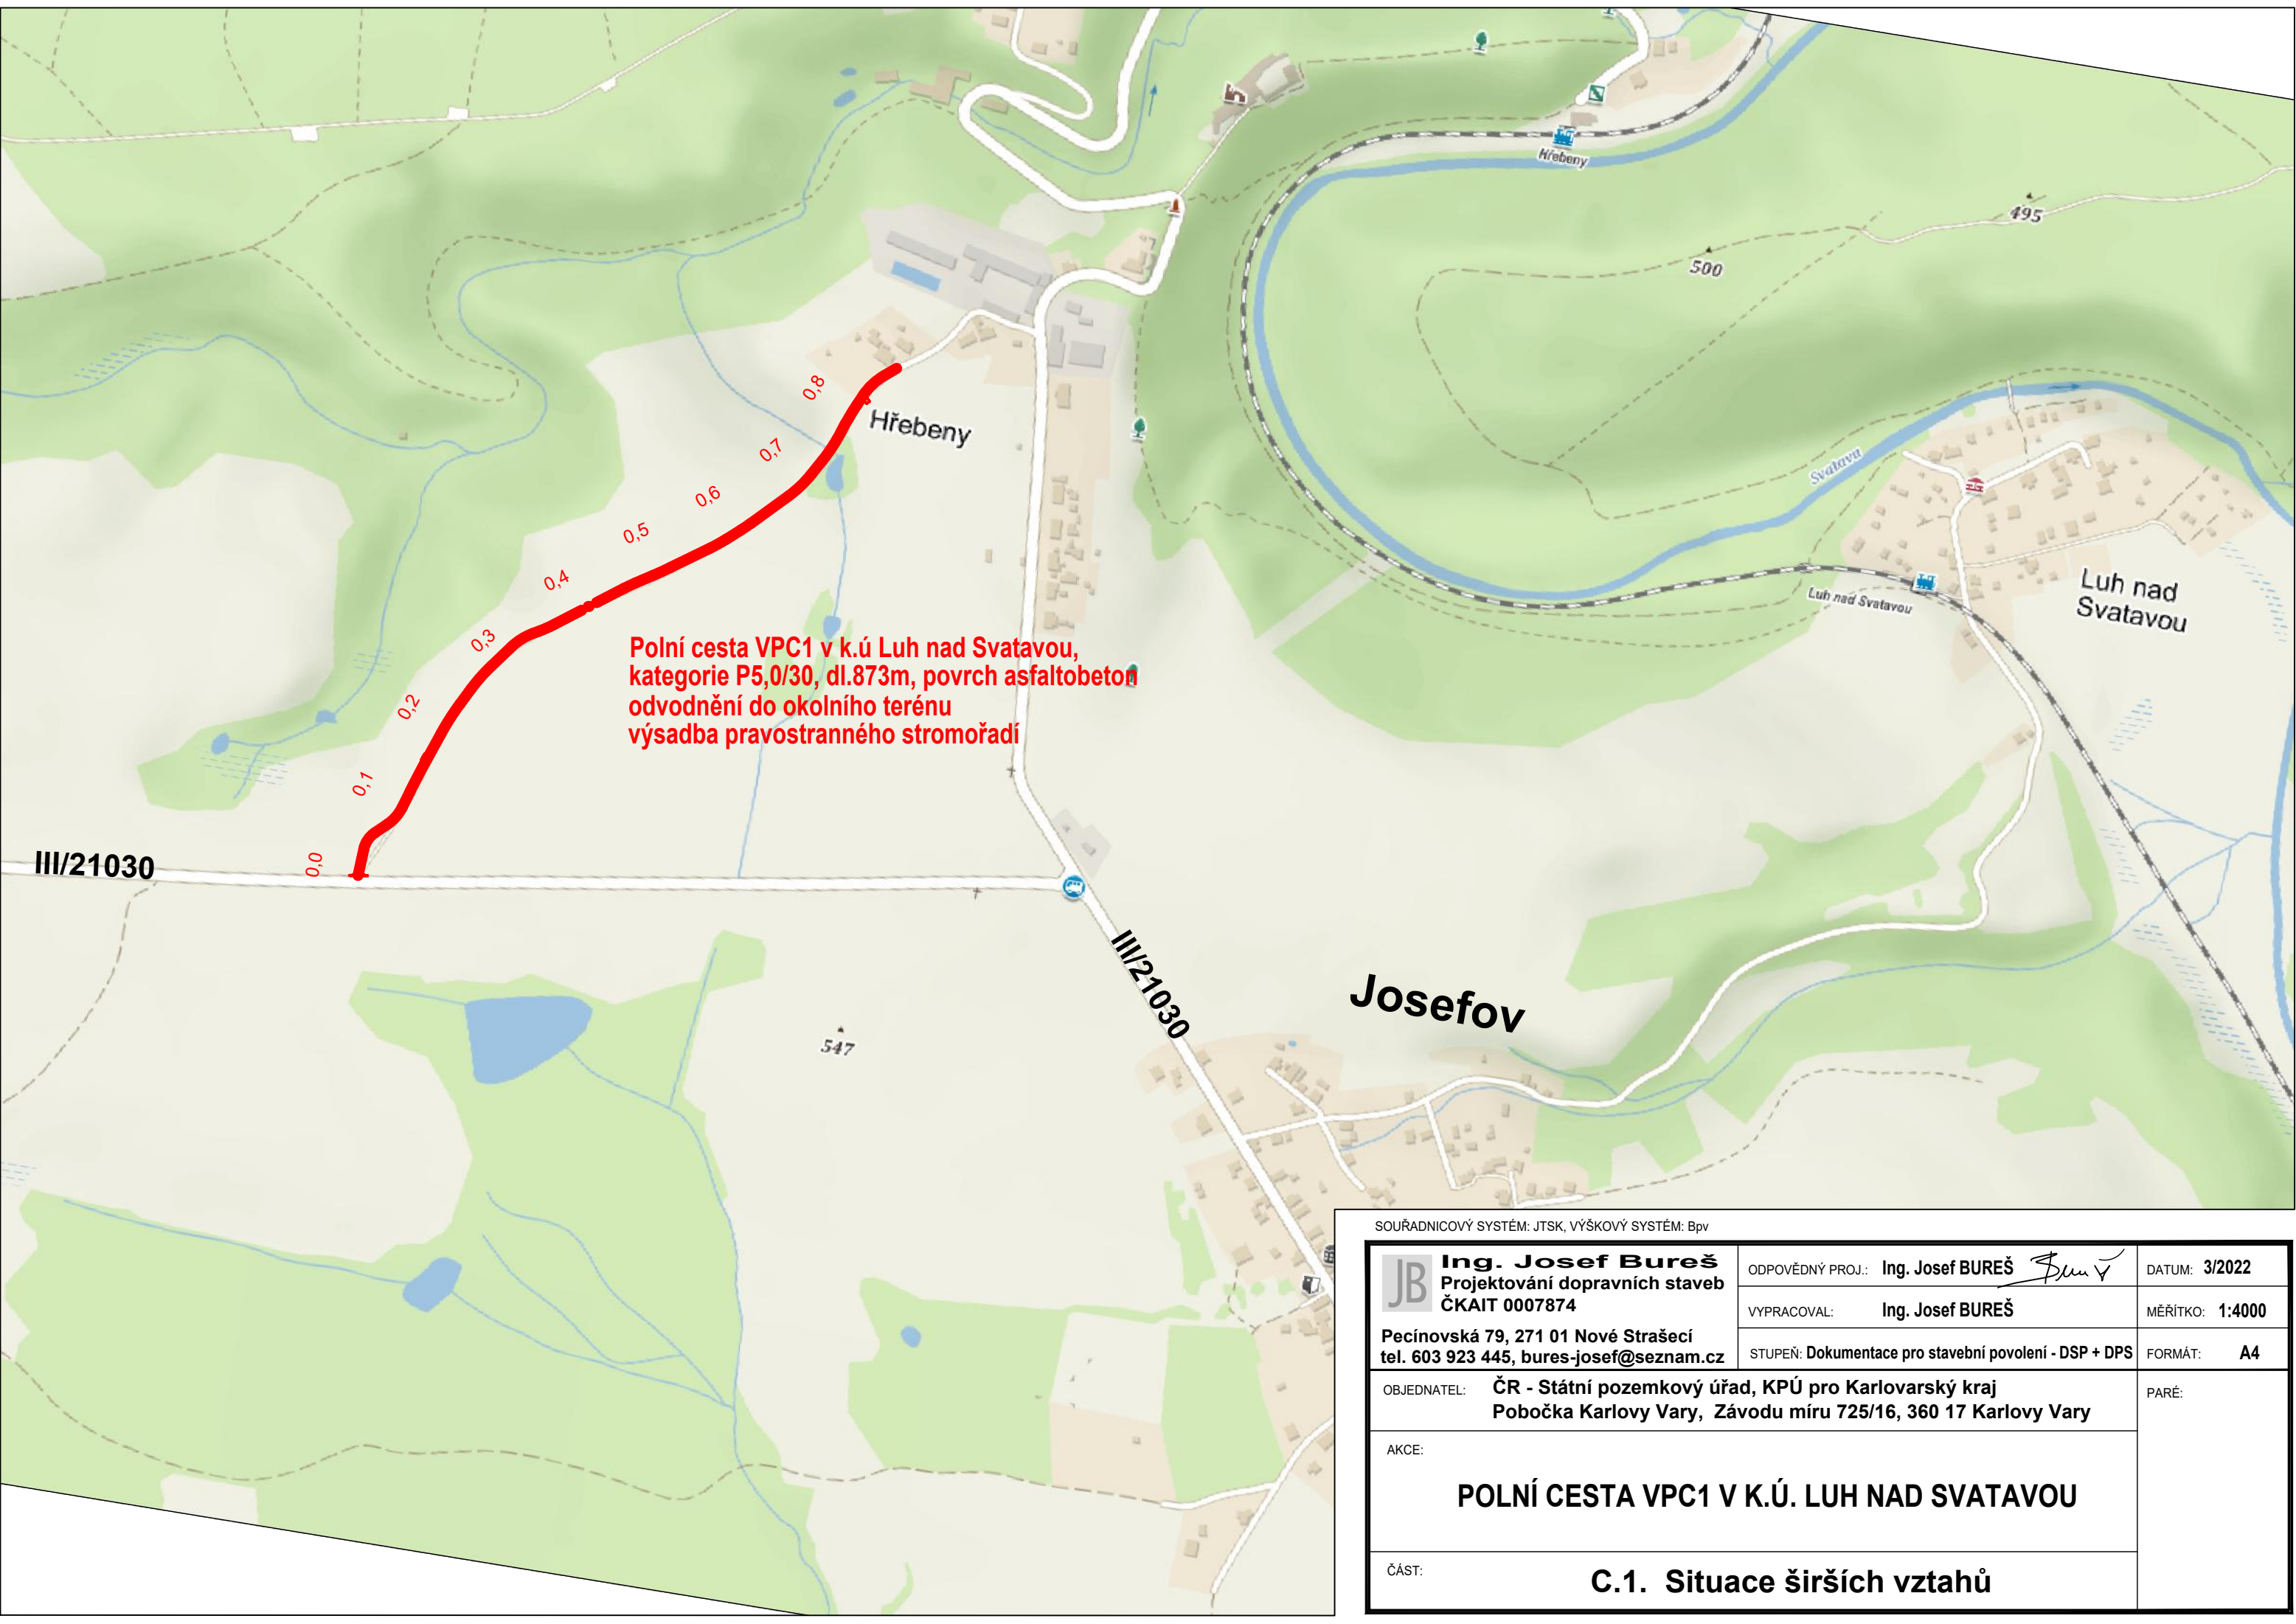 Hřebeny
495
500
0,8
Hřebeny
0,7
Svatava
0,6
0,5
0,4
Luh nad Svatavou
Luh nad
Svatavou
0,3
Polní cesta VPC1 v k.ú Luh nad Svatavou,
kategorie P5,0/30, dl.873m, povrch asfaltobeton
odvodnění do okolního terénu
výsadba pravostranného stromořadí
0,2
0,1
0,0
III/21030
III/21030
Josefov
547
SOUŘADNICOVÝ SYSTÉM: JTSK, VÝŠKOVÝ SYSTÉM: Bpv
JB
Ing. Josef Bureš
Projektování dopravních staveb
ČKAIT 0007874
Pecínovská 79, 271 01 Nové Strašecí
tel. 603 923 445, bures-josef@seznam.cz
ODPOVĚDNÝ PROJ.: Ing. Josef BUREŠ
DATUM: 3/2022
VYPRACOVAL: Ing. Josef BUREŠ
MĚŘÍTKO: 1:4000
STUPEŇ: Dokumentace pro stavební povolení - DSP + DPS
FORMÁT: A4
OBJEDNATEL: ČR - Státní pozemkový úřad, KPÚ pro Karlovarský kraj
Pobočka Karlovy Vary, Závodu míru 725/16, 360 17 Karlovy Vary
PARÉ:
AKCE:
POLNÍ CESTA VPC1 V K.Ú. LUH NAD SVATAVOU
ČÁST:
C.1. Situace širších vztahů